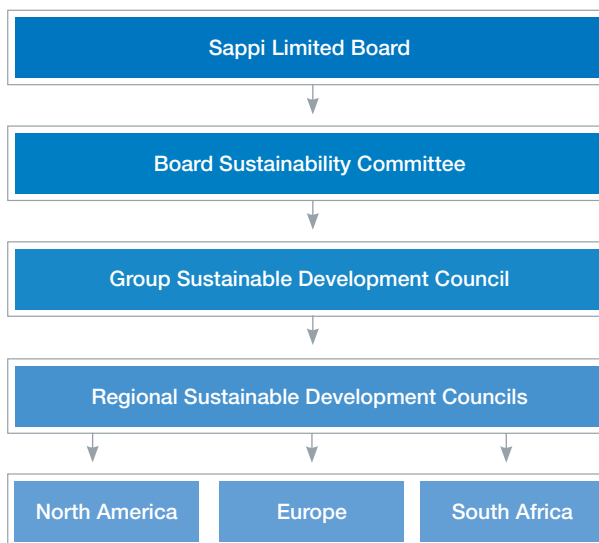 Sappi Limited Board
Board Sustainability Committee
Group Sustainable Development Council
Regional Sustainable Development Councils
North America
Europe
South Africa